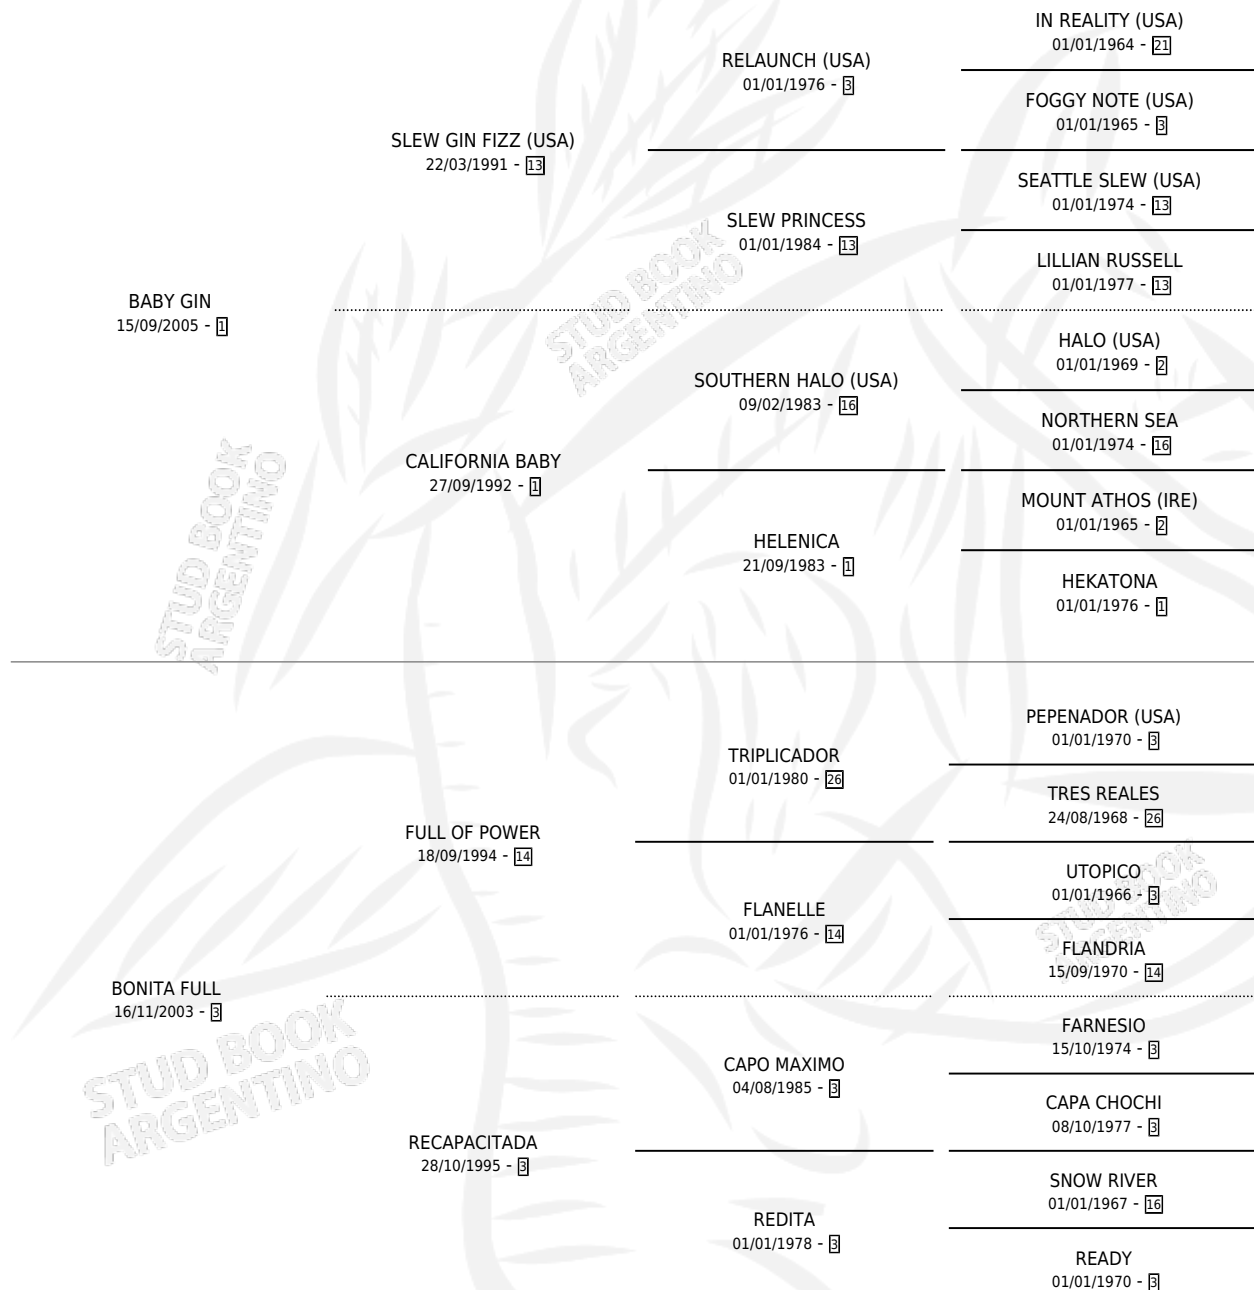 IN REALITY (USA)
01/01/1964 - 21
RELAUNCH (USA)
01/01/1976 - 3
FOGGY NOTE (USA)
01/01/1965 - 3
SLEW GIN FIZZ (USA)
22/03/1991 - 13
SEATTLE SLEW (USA)
01/01/1974 - 13
SLEW PRINCESS
01/01/1984 - 13
LILLIAN RUSSELL
01/01/1977 - 13
BABY GIN
15/09/2005 - 1
HALO (USA)
01/01/1969 - 2
SOUTHERN HALO (USA)
09/02/1983 - 16
NORTHERN SEA
01/01/1974 - 16
CALIFORNIA BABY
27/09/1992 - 1
MOUNT ATHOS (IRE)
01/01/1965 - 2
HELENICA
21/09/1983 - 1
HEKATONA
01/01/1976 - 1
PEPENADOR (USA)
01/01/1970 - 3
TRIPLICADOR
01/01/1980 - 26
TRES REALES
24/08/1968 - 26
FULL OF POWER
18/09/1994 - 14
UTOPICO
01/01/1966 - 3
FLANELLE
01/01/1976 - 14
FLANDRIA
15/09/1970 - 14
BONITA FULL
16/11/2003 - 3
FARNESIO
15/10/1974 - 3
CAPO MAXIMO
04/08/1985 - 3
CAPA CHOCHI
08/10/1977 - 3
RECAPACITADA
28/10/1995 - 3
SNOW RIVER
01/01/1967 - 16
REDITA
01/01/1978 - 3
READY
01/01/1970 - 3
STUD BOOK
ARGENTINO
STUD BOOK
ARGENTINO
STUD BOOK
ARGENTINO
STUD BOOK
ARGENTINO